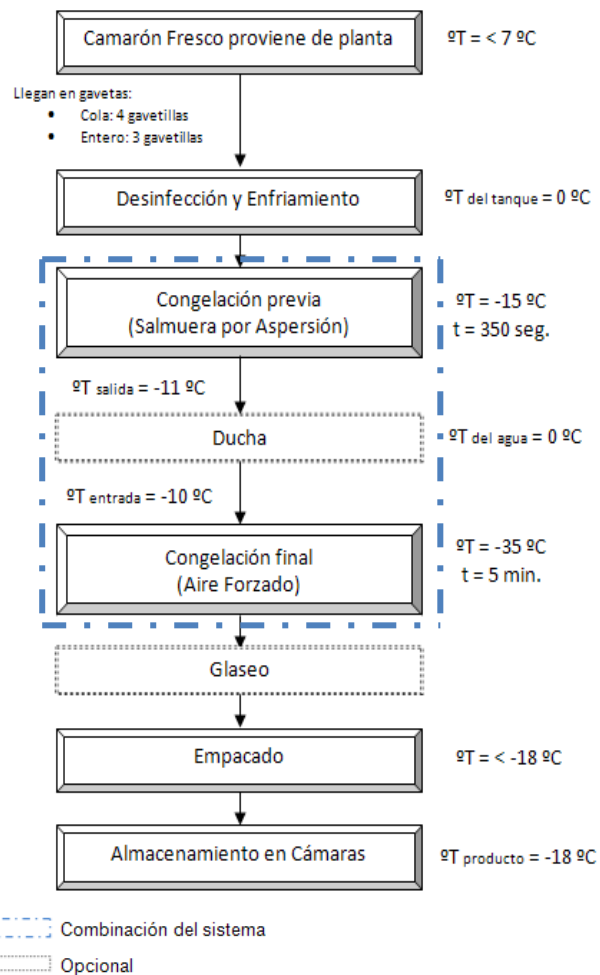 Camarón Fresco proviene de planta
ºT = < 7 ºC
Llegan en gavetas:
• Cola: 4 gavetillas
• Entero: 3 gavetillas
Desinfección y Enfriamiento
ºT del tanque = 0 ºC
Congelación previa
(Salmuera por Aspersión)
ºT = -15 ºC
t = 350 seg.
ºT salida = -11 ºC
Ducha
ºT del agua = 0 ºC
ºT entrada = -10 ºC
Congelación final
(Aire Forzado)
ºT = -35 ºC
t = 5 min.
Glaseo
Empacado
ºT = < -18 ºC
Almacenamiento en Cámaras
ºT producto = -18 ºC
Combinación del sistema
Opcional